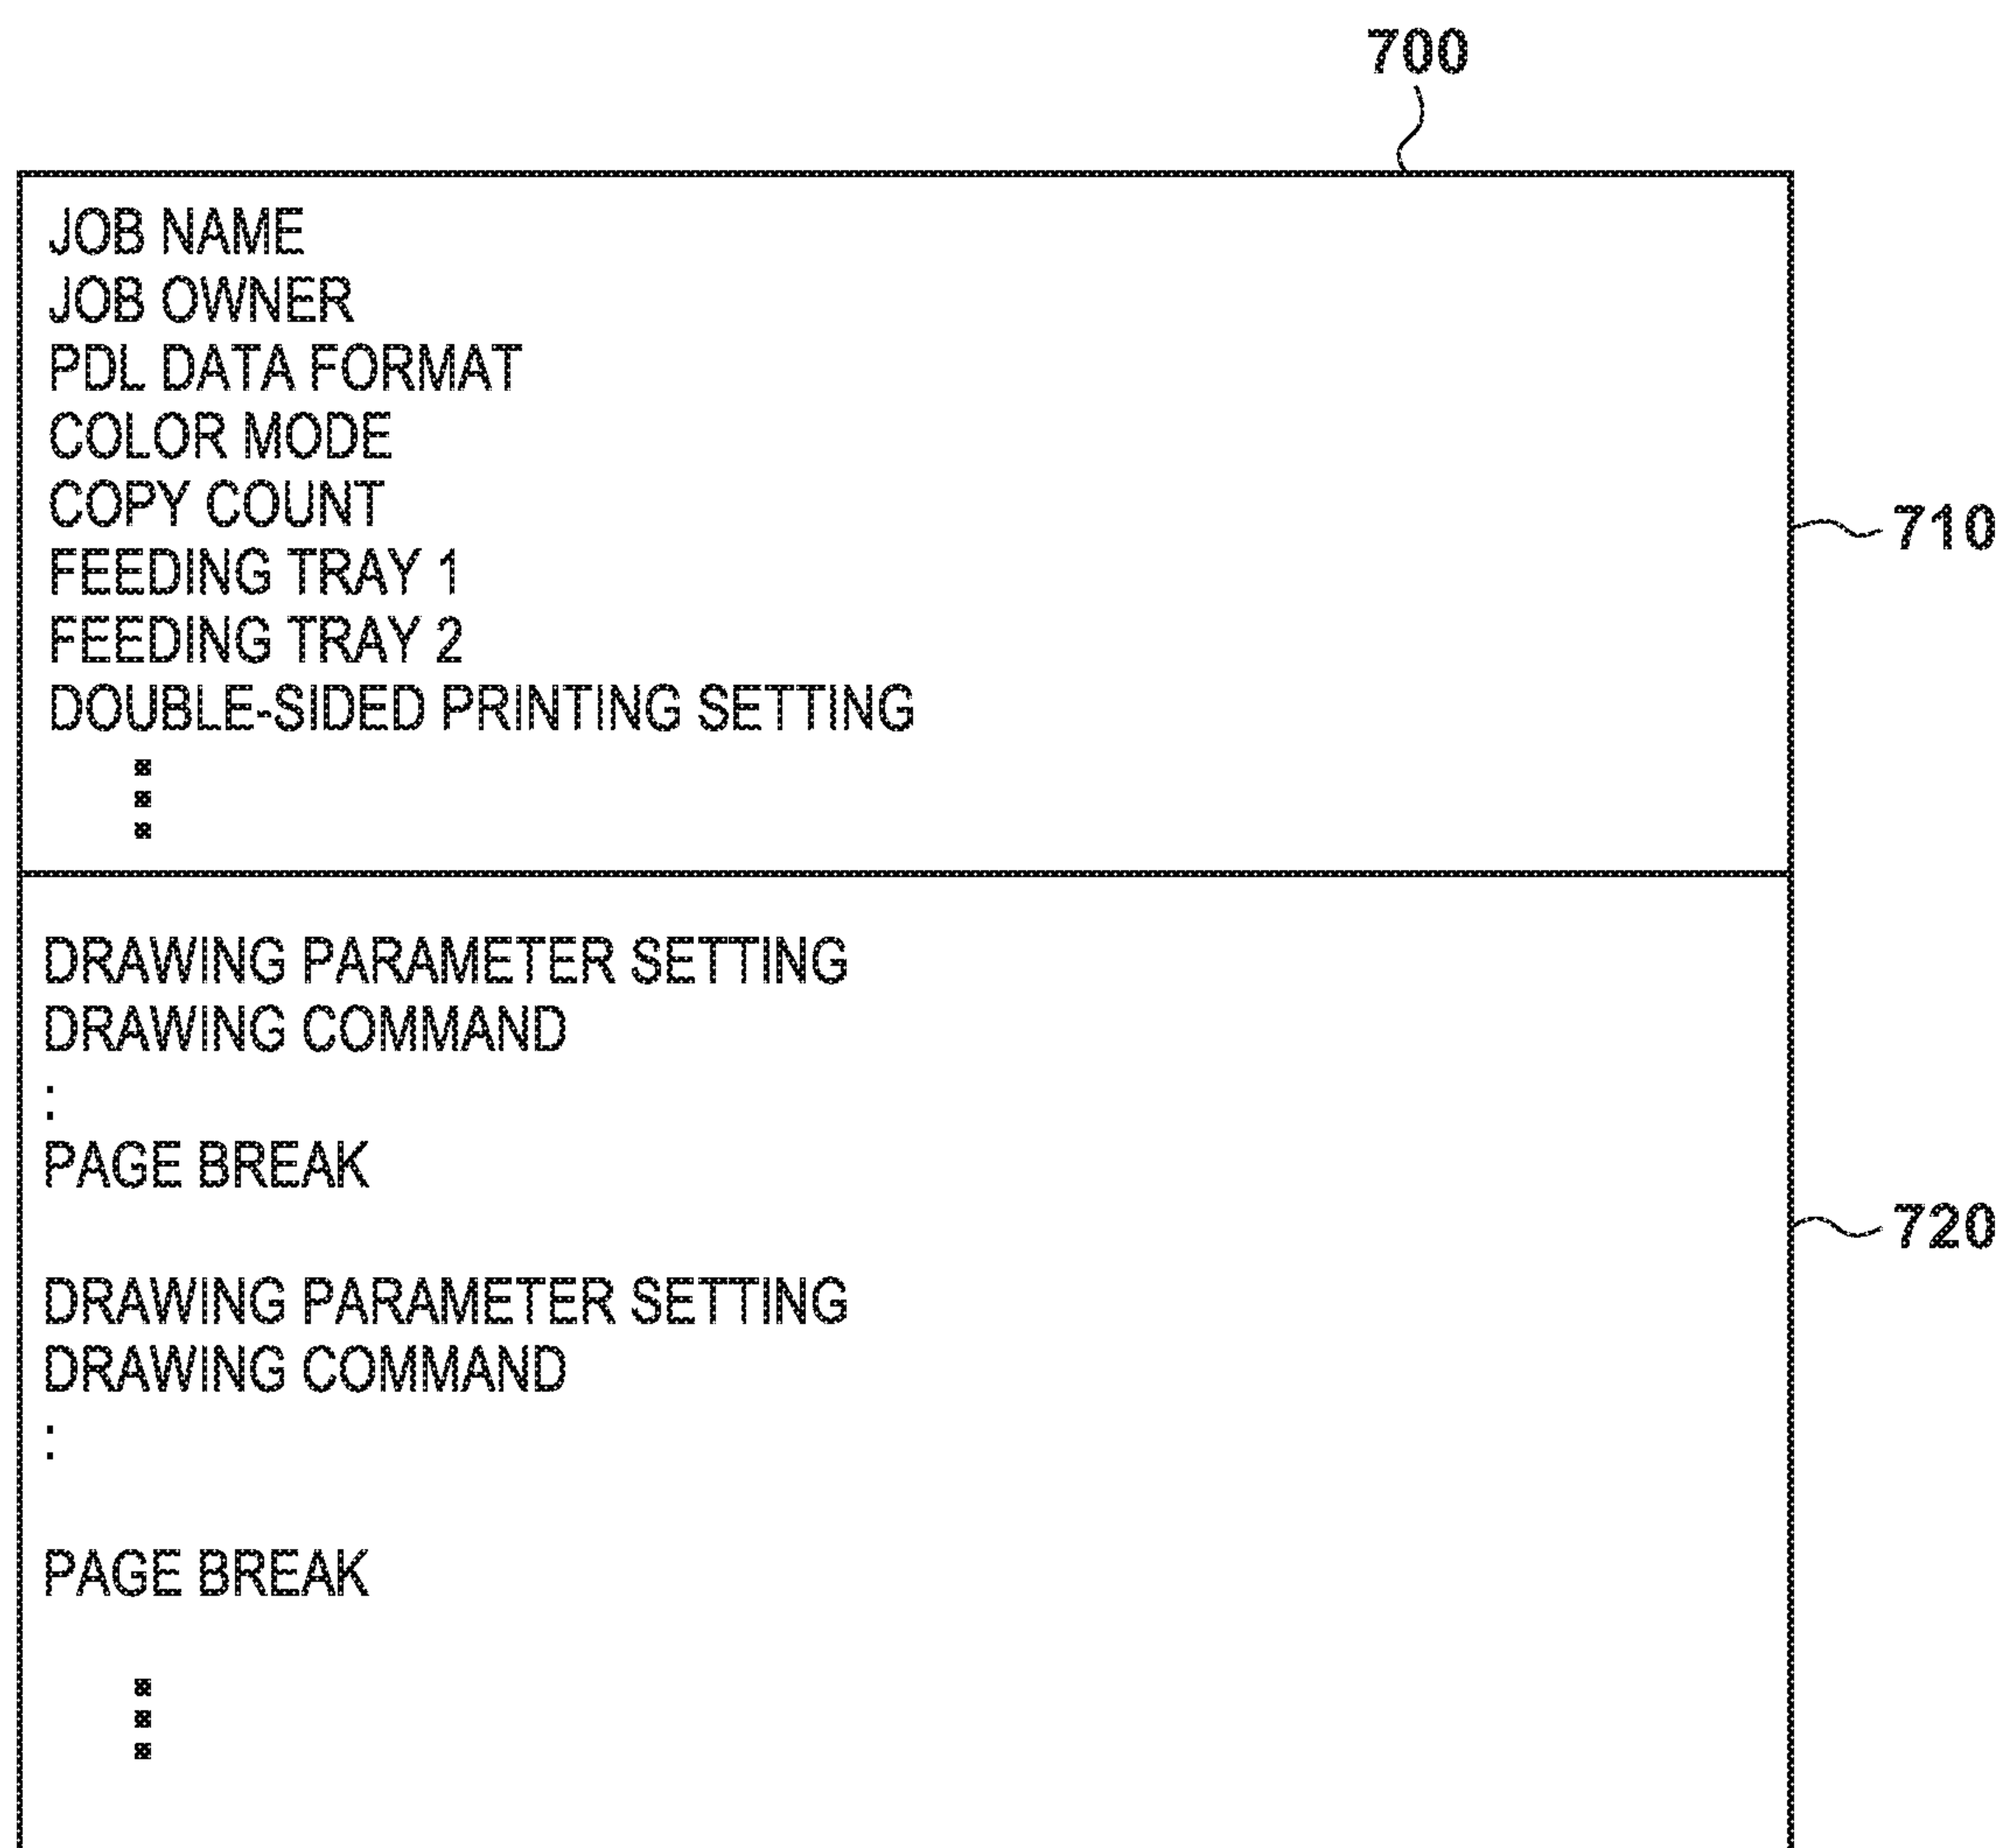 700
JOB NAME
JOB OWNER
PDL DATA FORMAT
COLOR MODE
COPY COUNT
710
FEEDING TRAY 1
FEEDING TRAY 2
DOUBLE-SIDED PRINTING SETTING
DRAWING PARAMETER SETTING
DRAWING COMMAND
:
PAGE BREAK
720
DRAWING PARAMETER SETTING
DRAWING COMMAND
:
PAGE BREAK